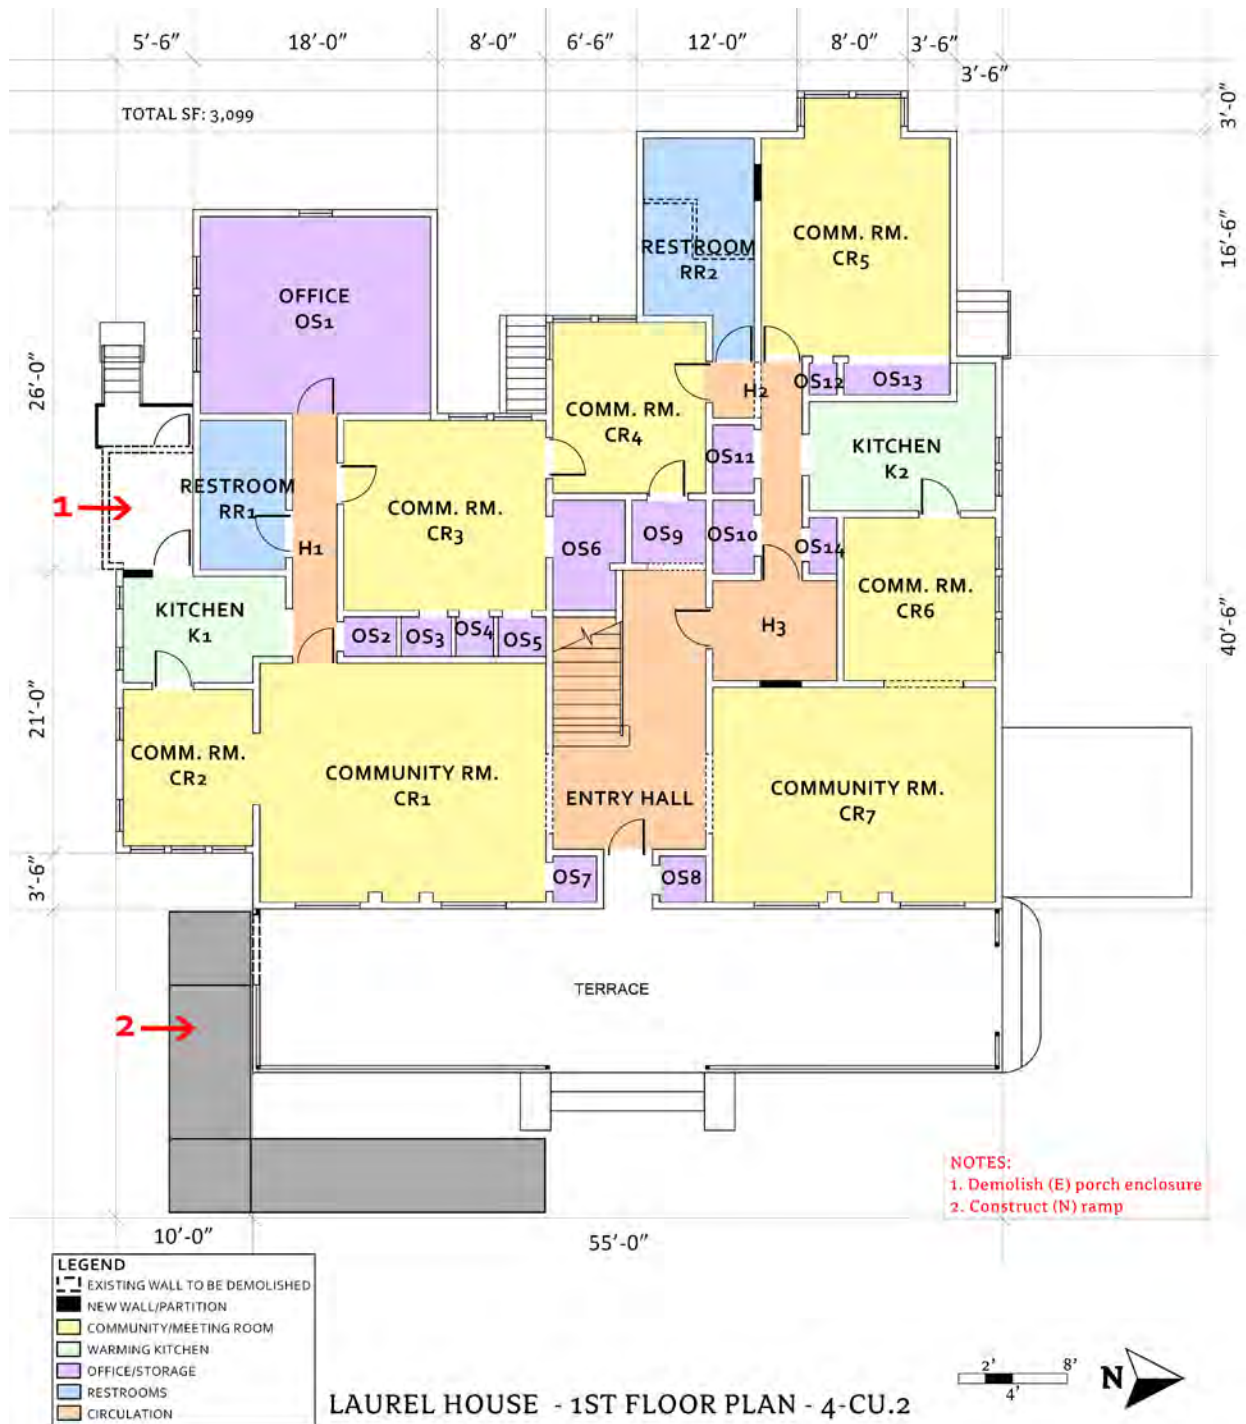 5'-6"
18'-0"
8'-0"
6'-6"
12'-0"
8'-0"
3'-6"
3'-6"
3'-0"
TOTAL SF: 3,099
16'-6"
RESTROOM
RR2
COMM. RM.
CR5
OFFICE
OS1
26'-0"
H2
OS12
OS13
COMM. RM.
CR4
KITCHEN
K2
OS11
RESTROOM
RR1
COMM. RM.
CR3
1
H1
OS6
OS9
OS10
OS14
COMM. RM.
CR6
KITCHEN
K1
OS2
OS3
OS4
OS5
H3
40'-6"
21'-0"
COMM. RM.
CR2
COMMUNITY RM.
CR1
ENTRY HALL
COMMUNITY RM.
CR7
3'-6"
OS7
OS8
TERRACE
2
NOTES:
1. Demolish (E) porch enclosure
2. Construct (N) ramp
10'-0"
55'-0"
LEGEND
EXISTING WALL TO BE DEMOLISHED
NEW WALL/PARTITION
COMMUNITY/MEETING ROOM
WARMING KITCHEN
OFFICE/STORAGE
RESTROOMS
CIRCULATION
LAUREL HOUSE - 1ST FLOOR PLAN - 4-CU.2
2'
8'
4'
N